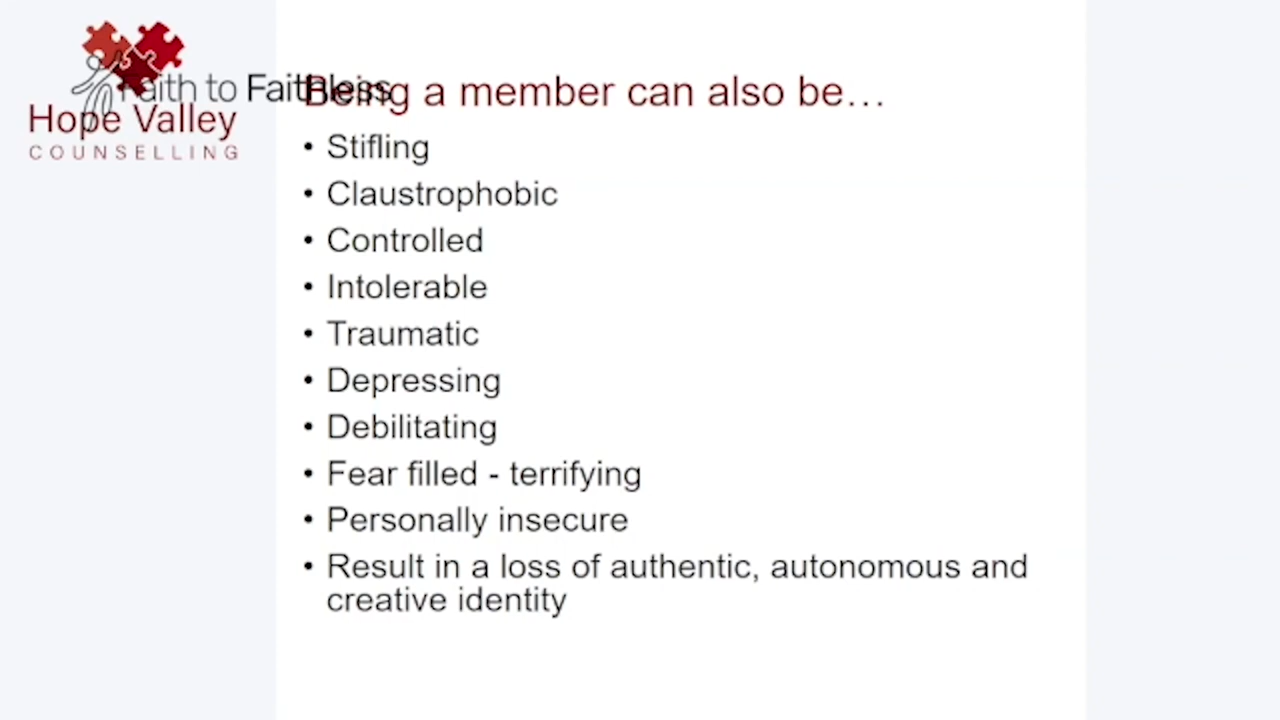 Faith to Faithless
Hope Valley
COUNSELLING
Being a member can also be…
• Stifling
• Claustrophobic
• Controlled
• Intolerable
• Traumatic
• Depressing
• Debilitating
• Fear filled - terrifying
• Personally insecure
• Result in a loss of authentic, autonomous and
creative identity